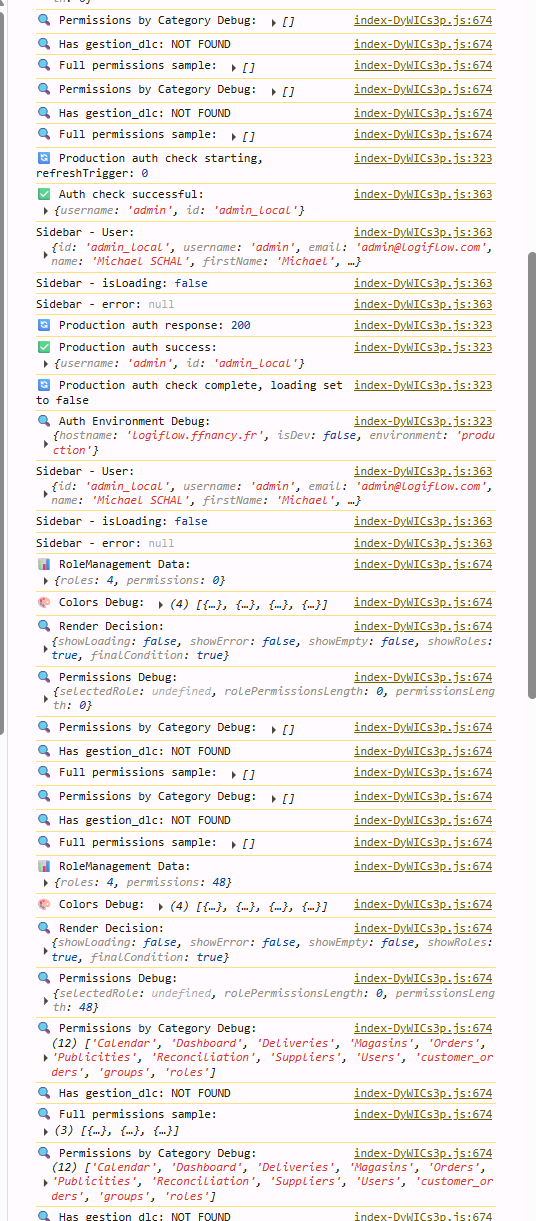 Permissions by Category Debug: ▸ [] index-DyWICs3p.js:674
Has gestion_dlc: NOT FOUND index-DyWICs3p.js:674
Full permissions sample: ▸ [] index-DyWICs3p.js:674
Permissions by Category Debug: ▸ [] index-DyWICs3p.js:674
Has gestion_dlc: NOT FOUND index-DyWICs3p.js:674
Full permissions sample: ▸ [] index-DyWICs3p.js:674
Production auth check starting, index-DyWICs3p.js:323
refreshTrigger: 0
Auth check successful: index-DyWICs3p.js:363
▸ {username: 'admin', id: 'admin_local'}
Sidebar - User: index-DyWICs3p.js:363
{id: 'admin_local', username: 'admin', email: 'admin@logiflow.com',
▸ name: 'Michael SCHAL', firstName: 'Michael', …}
Sidebar - isLoading: false index-DyWICs3p.js:363
Sidebar - error: null index-DyWICs3p.js:363
Production auth response: 200 index-DyWICs3p.js:323
Production auth success: index-DyWICs3p.js:323
▸ {username: 'admin', id: 'admin_local'}
Production auth check complete, loading set index-DyWICs3p.js:323
to false
Auth Environment Debug: index-DyWICs3p.js:323
{hostname: 'logiflow.ffnancy.fr', isDev: false, environment: 'produ
▸ ction'}
Sidebar - User: index-DyWICs3p.js:363
{id: 'admin_local', username: 'admin', email: 'admin@logiflow.com',
▸ name: 'Michael SCHAL', firstName: 'Michael', …}
Sidebar - isLoading: false index-DyWICs3p.js:363
Sidebar - error: null index-DyWICs3p.js:363
RoleManagement Data: index-DyWICs3p.js:674
▸ {roles: 4, permissions: 0}
Colors Debug: ▸ (4) [{…}, {…}, {…}, {…}] index-DyWICs3p.js:674
Render Decision: index-DyWICs3p.js:674
{showLoading: false, showError: false, showEmpty: false, showRoles:
▸ true, finalCondition: true}
Permissions Debug: index-DyWICs3p.js:674
{selectedRole: undefined, rolePermissionsLength: 0, permissionsLeng
▸ th: 0}
Permissions by Category Debug: ▸ [] index-DyWICs3p.js:674
Has gestion_dlc: NOT FOUND index-DyWICs3p.js:674
Full permissions sample: ▸ [] index-DyWICs3p.js:674
Permissions by Category Debug: ▸ [] index-DyWICs3p.js:674
Has gestion_dlc: NOT FOUND index-DyWICs3p.js:674
Full permissions sample: ▸ [] index-DyWICs3p.js:674
RoleManagement Data: index-DyWICs3p.js:674
▸ {roles: 4, permissions: 48}
Colors Debug: ▸ (4) [{…}, {…}, {…}, {…}] index-DyWICs3p.js:674
Render Decision: index-DyWICs3p.js:674
{showLoading: false, showError: false, showEmpty: false, showRoles:
▸ true, finalCondition: true}
Permissions Debug: index-DyWICs3p.js:674
{selectedRole: undefined, rolePermissionsLength: 0, permissionsLeng
▸ th: 48}
Permissions by Category Debug: index-DyWICs3p.js:674
(12) ['Calendar', 'Dashboard', 'Deliveries', 'Magasins', 'Orders',
▸ 'Publicities', 'Reconciliation', 'Suppliers', 'Users', 'customer_or
ders', 'groups', 'roles']
Has gestion_dlc: NOT FOUND index-DyWICs3p.js:674
Full permissions sample: index-DyWICs3p.js:674
▸ (3) [{…}, {…}, {…}]
Permissions by Category Debug: index-DyWICs3p.js:674
(12) ['Calendar', 'Dashboard', 'Deliveries', 'Magasins', 'Orders',
▸ 'Publicities', 'Reconciliation', 'Suppliers', 'Users', 'customer_or
ders', 'groups', 'roles']
Has gestion_dlc: NOT FOUND index-DyWICs3p.js:674